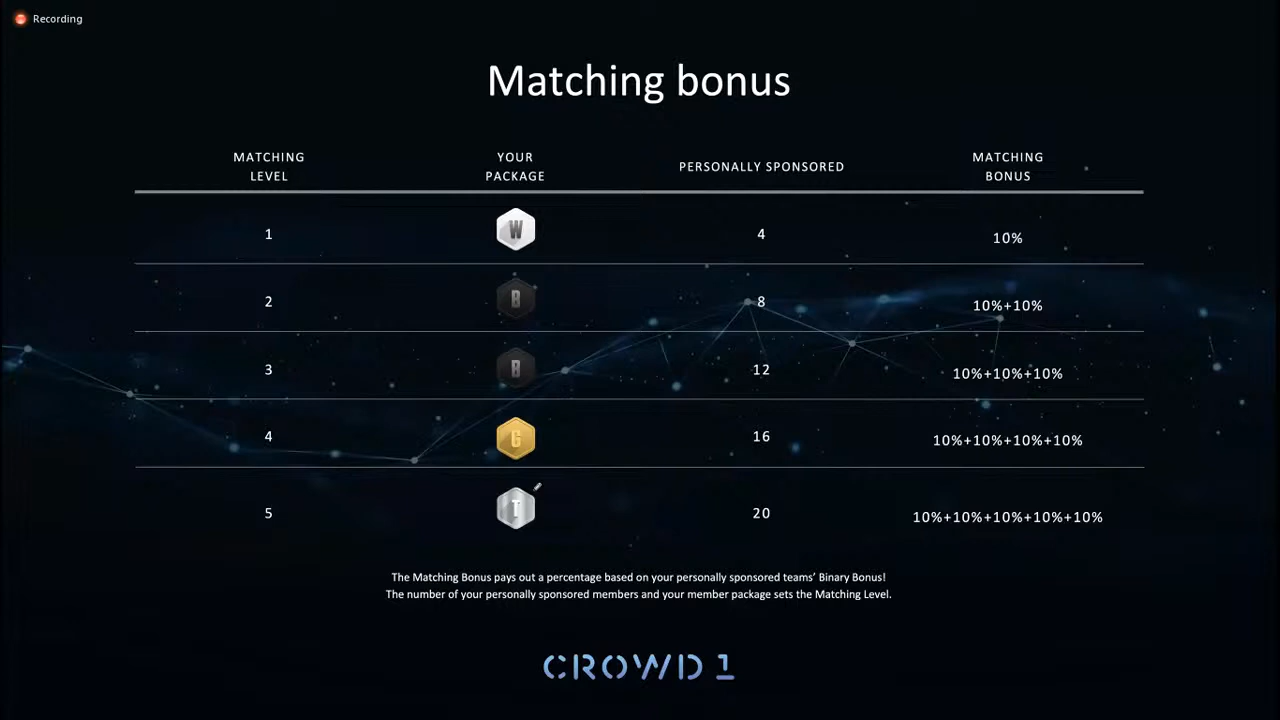 Recording
Matching bonus
MATCHING
LEVEL
YOUR
PACKAGE
PERSONALLY SPONSORED
MATCHING
BONUS
1 W 4 10%
2 B 8 10%+10%
3 B 12 10%+10%+10%
4 G 16 10%+10%+10%+10%
5 T 20 10%+10%+10%+10%+10%
The Matching Bonus pays out a percentage based on your personally sponsored teams’ Binary Bonus!
The number of your personally sponsored members and your member package sets the Matching Level.
CROWD 1